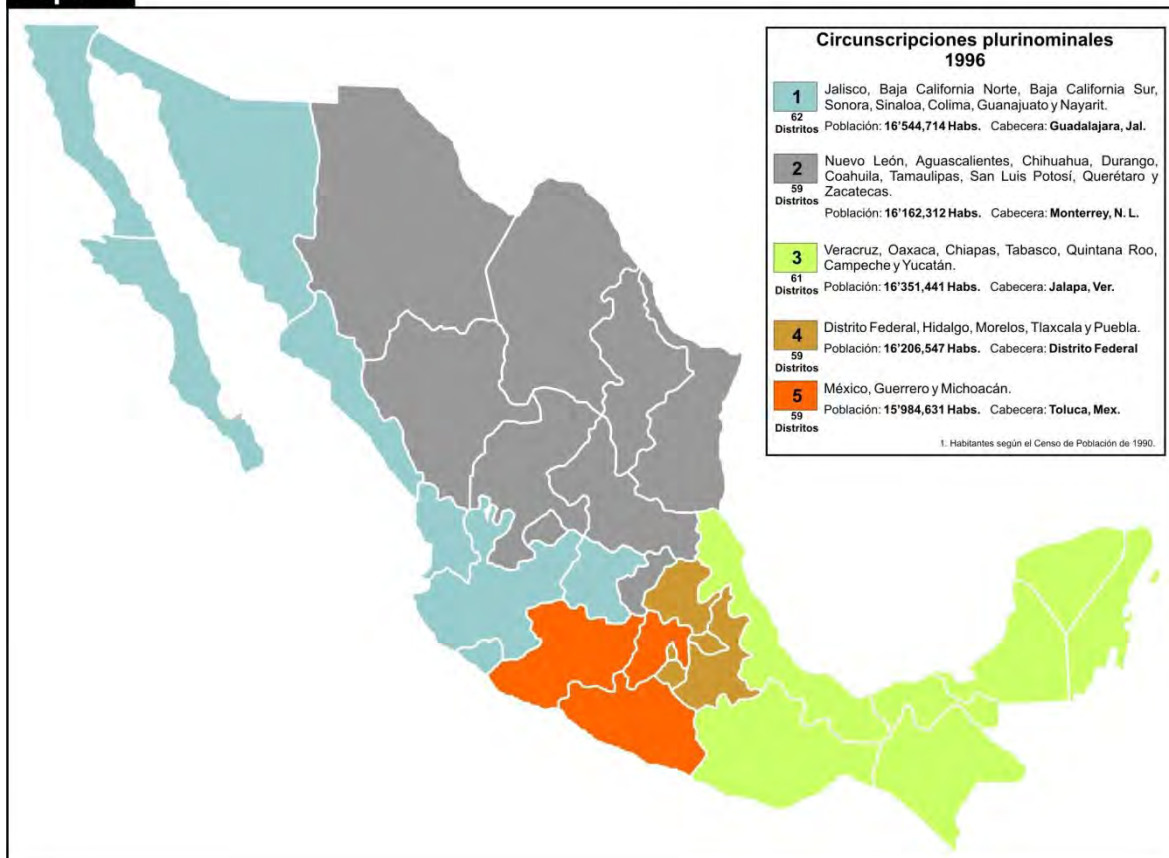 Circunscripciones plurinominales
1996
1
62
Distritos
Jalisco, Baja California Norte, Baja California Sur,
Sonora, Sinaloa, Colima, Guanajuato y Nayarit.
Población: 16'544,714 Habs. Cabecera: Guadalajara, Jal.
2
59
Distritos
Nuevo León, Aguascalientes, Chihuahua, Durango,
Coahuila, Tamaulipas, San Luis Potosí, Querétaro y
Zacatecas.
Población: 16'162,312 Habs. Cabecera: Monterrey, N. L.
3
61
Distritos
Veracruz, Oaxaca, Chiapas, Tabasco, Quintana Roo,
Campeche y Yucatán.
Población: 16'351,441 Habs. Cabecera: Jalapa, Ver.
4
59
Distritos
Distrito Federal, Hidalgo, Morelos, Tlaxcala y Puebla.
Población: 16'206,547 Habs. Cabecera: Distrito Federal
5
59
Distritos
México, Guerrero y Michoacán.
Población: 15'984,631 Habs. Cabecera: Toluca, Mex.
1. Habitantes según el Censo de Población de 1990.